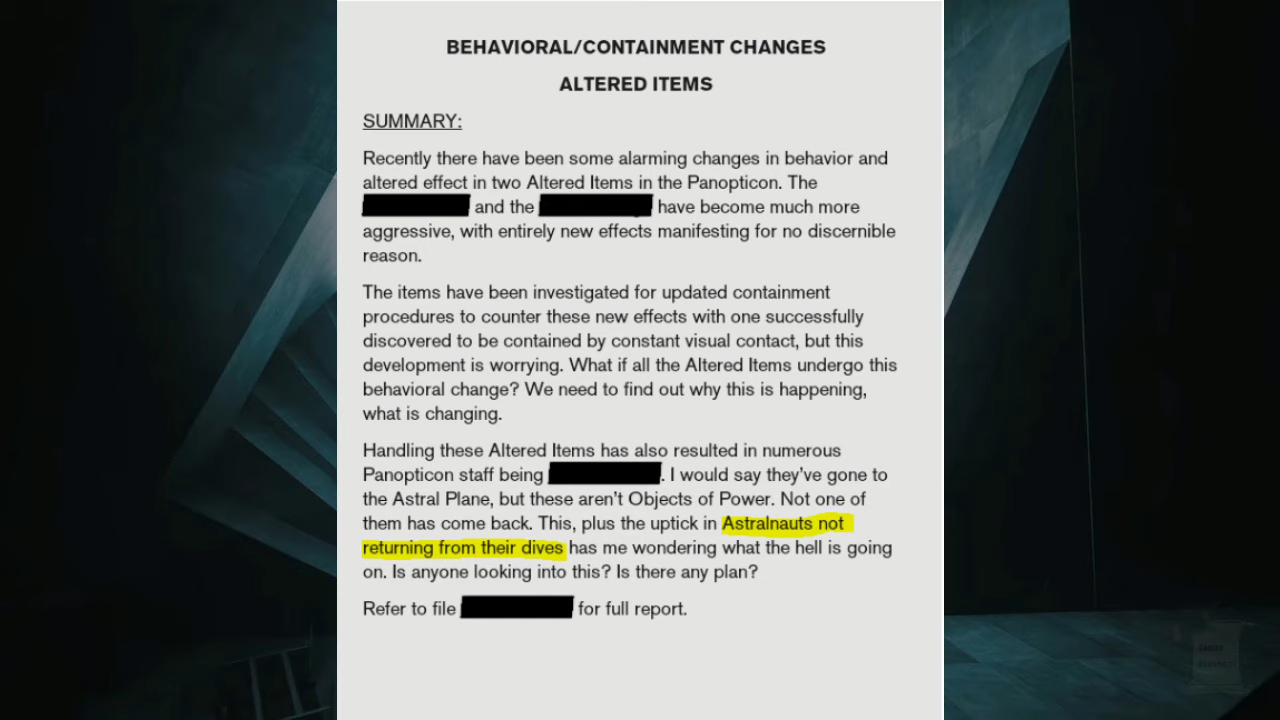 BEHAVIORAL/CONTAINMENT CHANGES
ALTERED ITEMS
SUMMARY:
Recently there have been some alarming changes in behavior and
altered effect in two Altered Items in the Panopticon. The
and the have become much more
aggressive, with entirely new effects manifesting for no discernible
reason.
The items have been investigated for updated containment
procedures to counter these new effects with one successfully
discovered to be contained by constant visual contact, but this
development is worrying. What if all the Altered Items undergo this
behavioral change? We need to find out why this is happening,
what is changing.
Handling these Altered Items has also resulted in numerous
Panopticon staff being . I would say they've gone to
the Astral Plane, but these aren't Objects of Power. Not one of
them has come back. This, plus the uptick in Astralnauts not
returning from their dives has me wondering what the hell is going
on. Is anyone looking into this? Is there any plan?
Refer to file for full report.